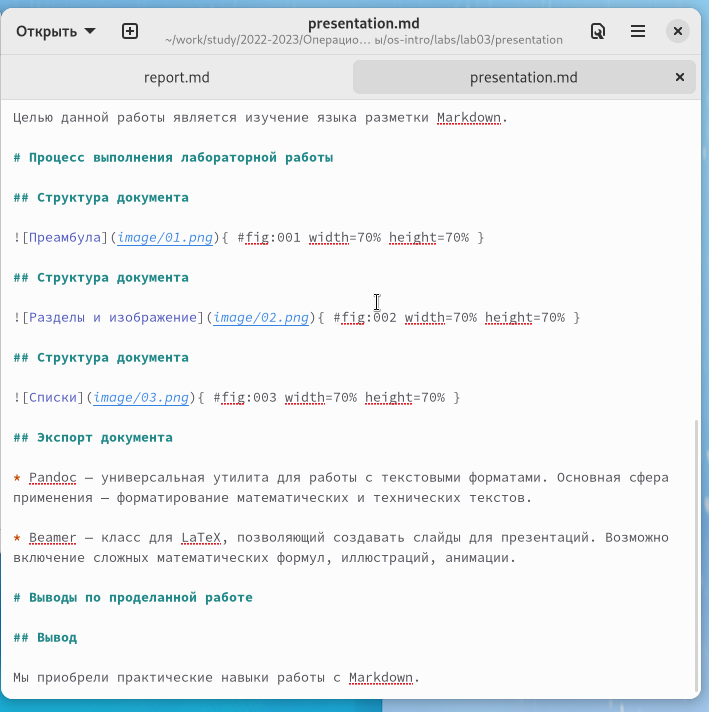 Открыть
presentation.md
~/work/study/2022-2023/Операцио… ы/os-intro/labs/lab03/presentation
report.md
presentation.md
Целью данной работы является изучение языка разметки Markdown.
# Процесс выполнения лабораторной работы
## Структура документа
![Преамбула](image/01.png){ #fig:001 width=70% height=70% }
## Структура документа
![Разделы и изображение](image/02.png){ #fig:002 width=70% height=70% }
## Структура документа
![Списки](image/03.png){ #fig:003 width=70% height=70% }
## Экспорт документа
* Pandoc — универсальная утилита для работы с текстовыми форматами. Основная сфера
применения — форматирование математических и технических текстов.
* Beamer — класс для LaTeX, позволяющий создавать слайды для презентаций. Возможно
включение сложных математических формул, иллюстраций, анимации.
# Выводы по проделанной работе
## Вывод
Мы приобрели практические навыки работы с Markdown.